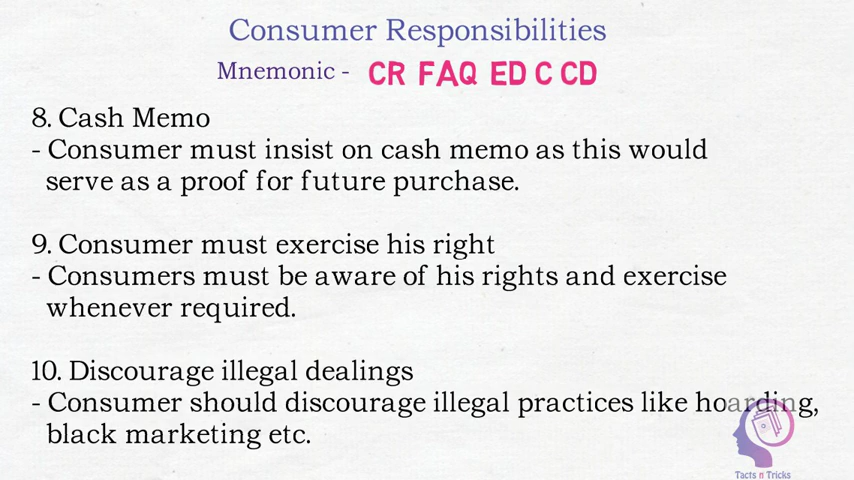 Consumer Responsibilities
Mnemonic - CR FAQ ED C CD
8. Cash Memo
- Consumer must insist on cash memo as this would
serve as a proof for future purchase.
9. Consumer must exercise his right
- Consumers must be aware of his rights and exercise
whenever required.
10. Discourage illegal dealings
- Consumer should discourage illegal practices like hoarding,
black marketing etc.
Tacts n Tricks